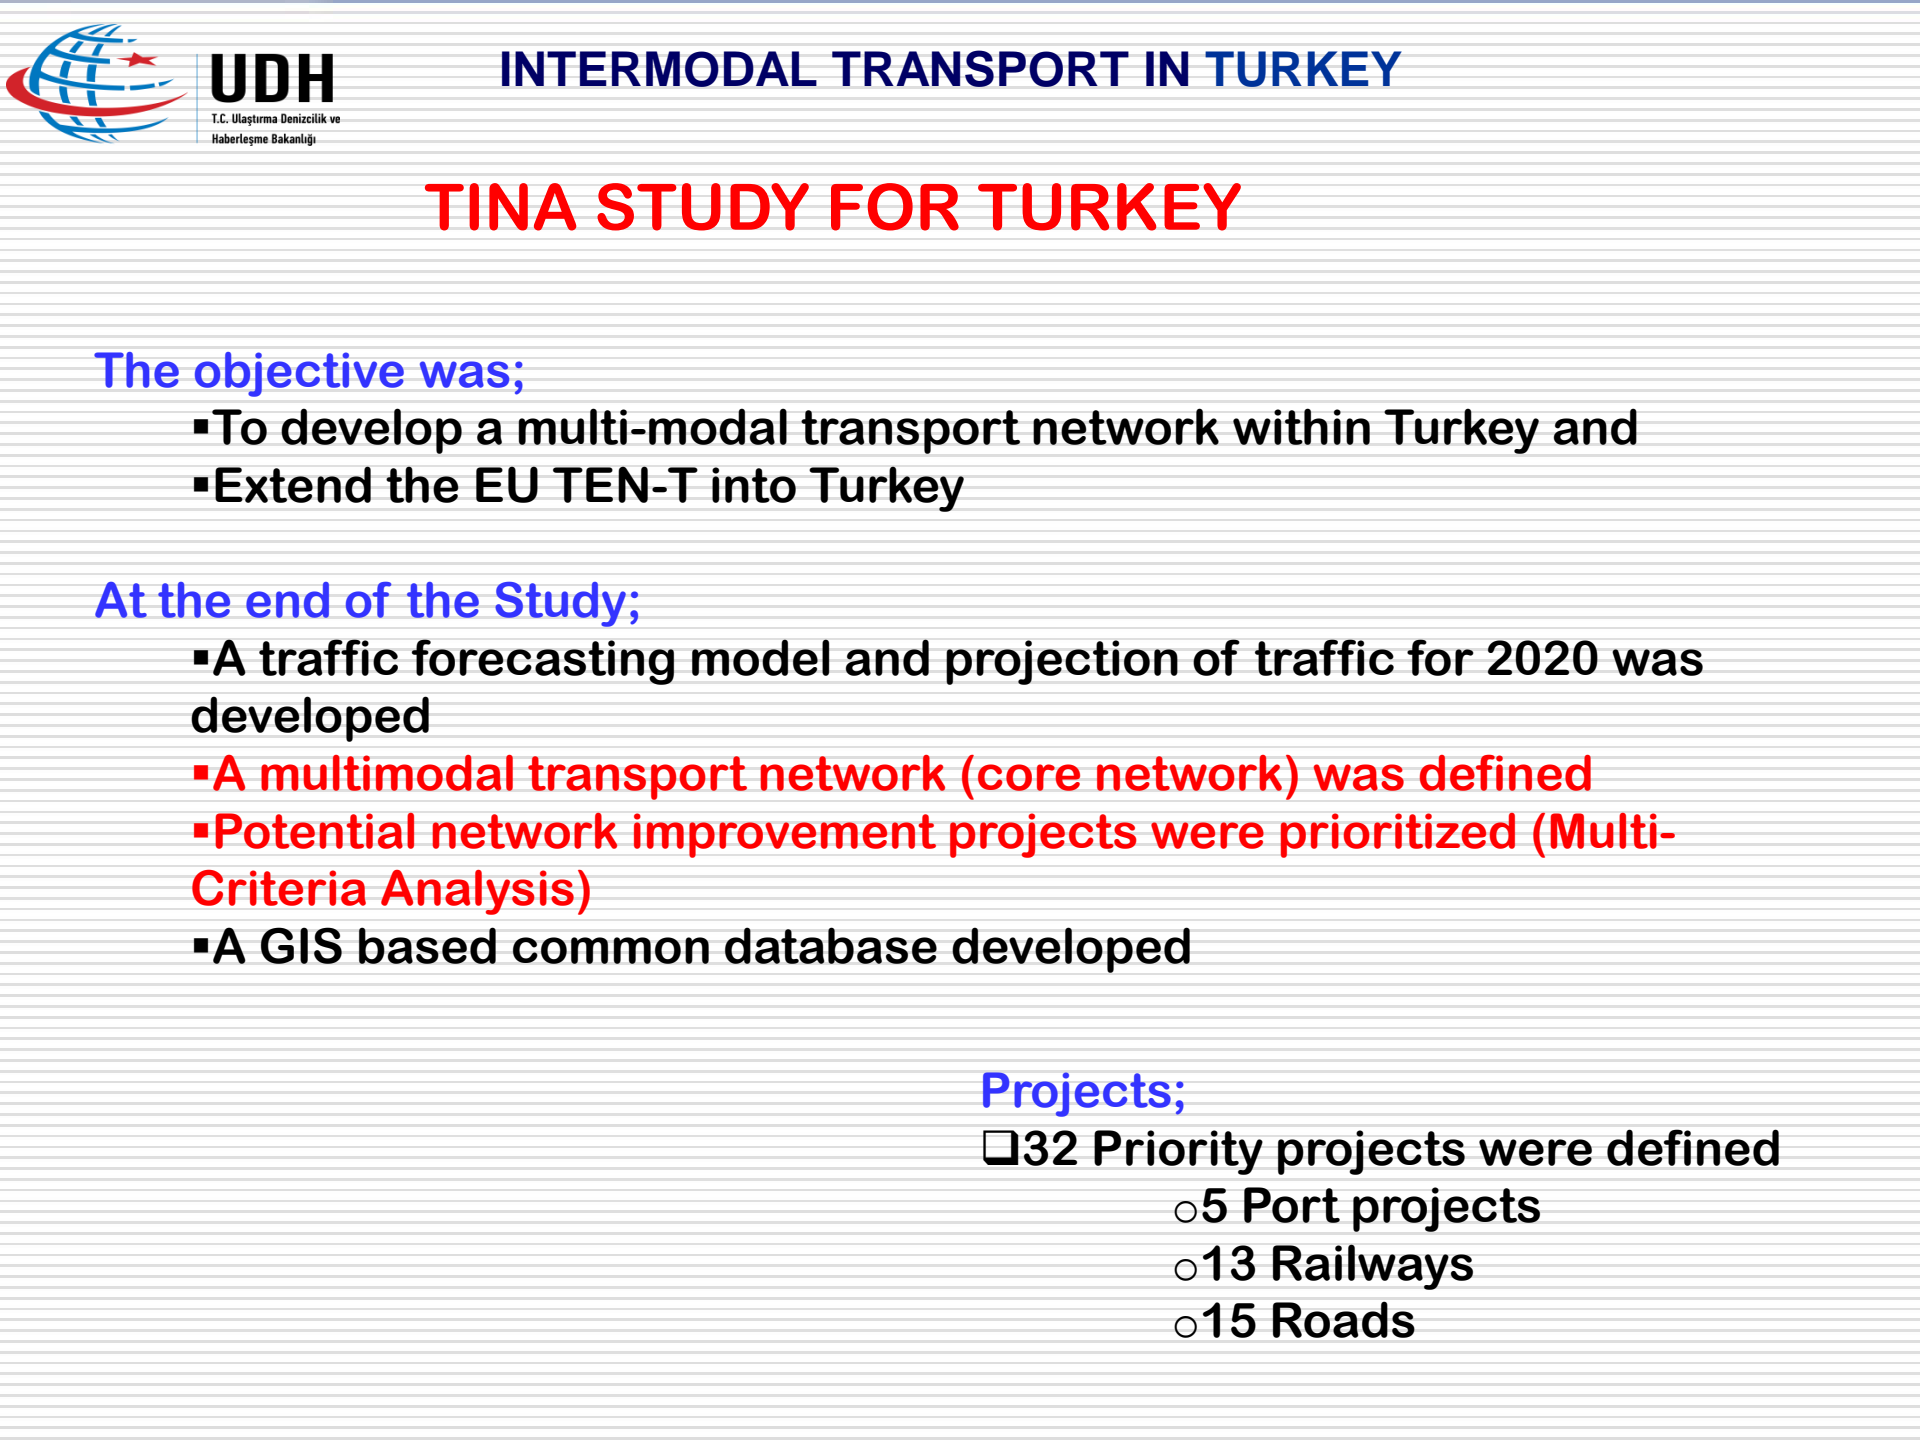 UDH
T.C. Ulaştırma Denizcilik ve
Haberleşme Bakanlığı
INTERMODAL TRANSPORT IN TURKEY
TINA STUDY FOR TURKEY
The objective was;
▪To develop a multi-modal transport network within Turkey and
▪Extend the EU TEN-T into Turkey
At the end of the Study;
▪A traffic forecasting model and projection of traffic for 2020 was
developed
▪A multimodal transport network (core network) was defined
▪Potential network improvement projects were prioritized (Multi-
Criteria Analysis)
▪A GIS based common database developed
Projects;
❑32 Priority projects were defined
o5 Port projects
o13 Railways
o15 Roads